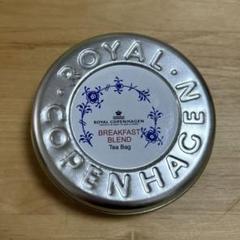 ROYAL
COPENHAGEN
ROYAL COPENHAGEN
BREAKFAST
BLEND
Tea Bag